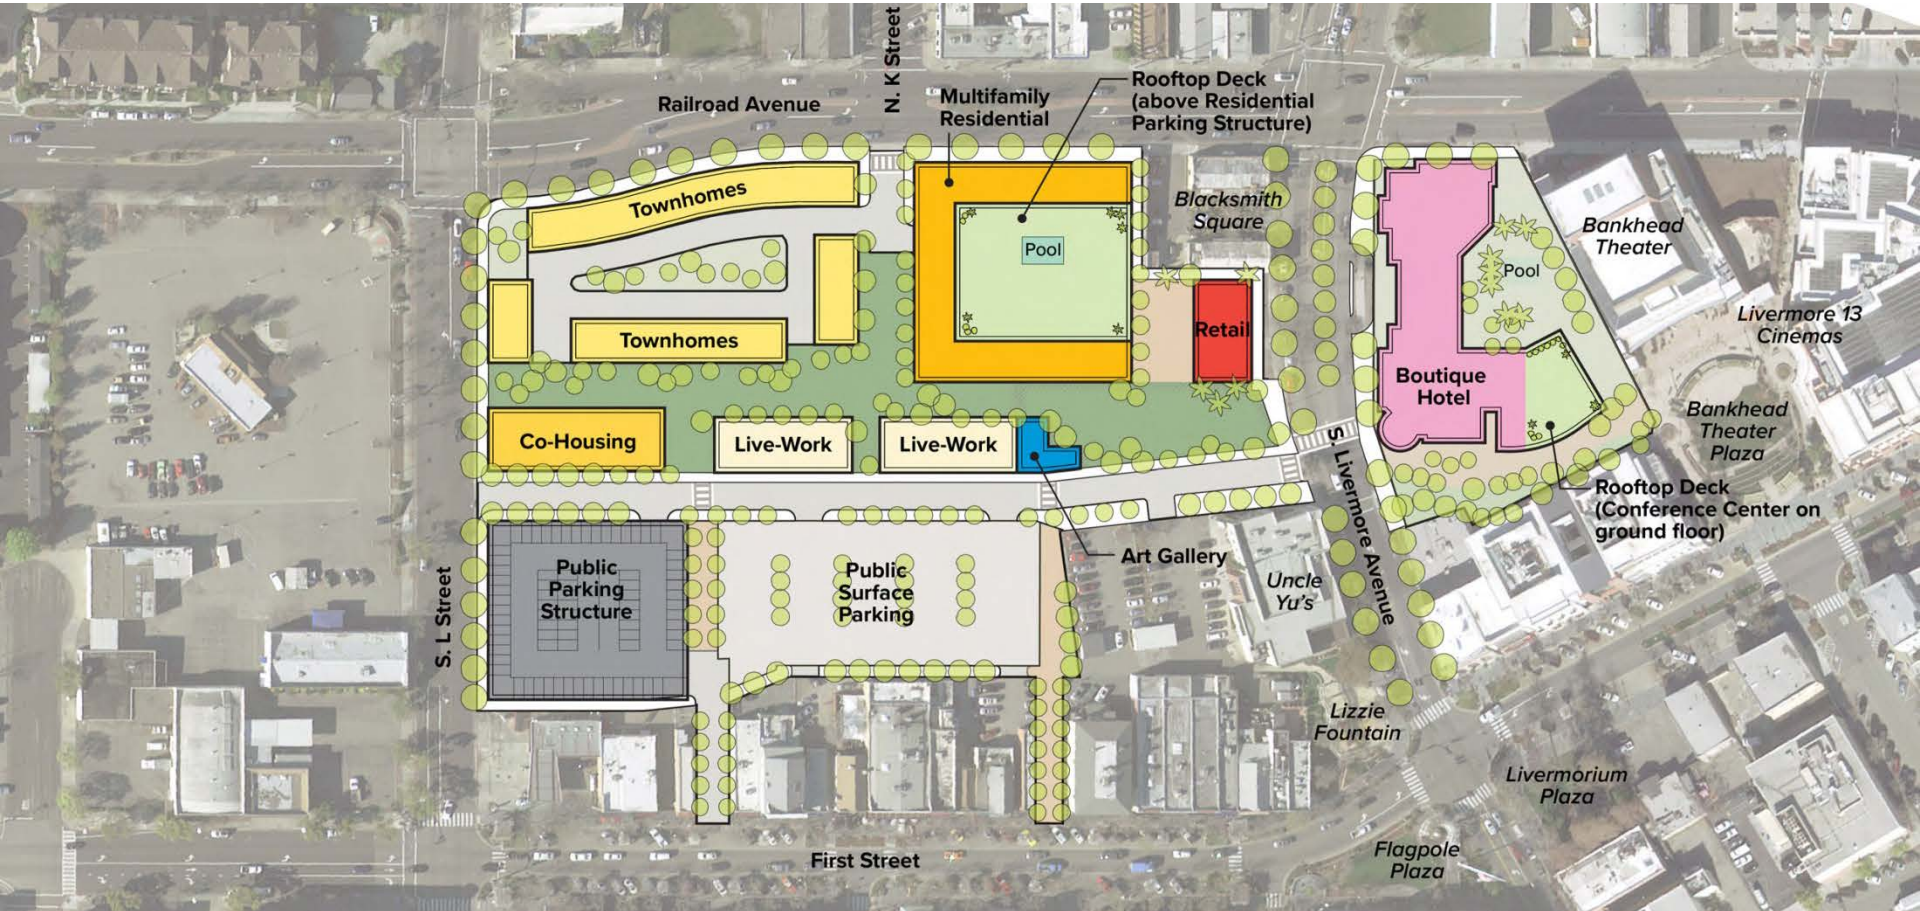 N. K Street
Railroad Avenue
Multifamily
Residential
Rooftop Deck
(above Residential
Parking Structure)
Townhomes
Blacksmith
Square
Pool
Bankhead
Theater
Pool
Livermore 13
Cinemas
Townhomes
Retail
Boutique
Hotel
Bankhead
Theater
Plaza
Co-Housing
Live-Work
Live-Work
S. Livermore Avenue
Rooftop Deck
(Conference Center on
ground floor)
Art Gallery
Public
Parking
Structure
Public
Surface
Parking
Uncle
Yu's
S. L Street
Lizzie
Fountain
Livermorium
Plaza
First Street
Flagpole
Plaza